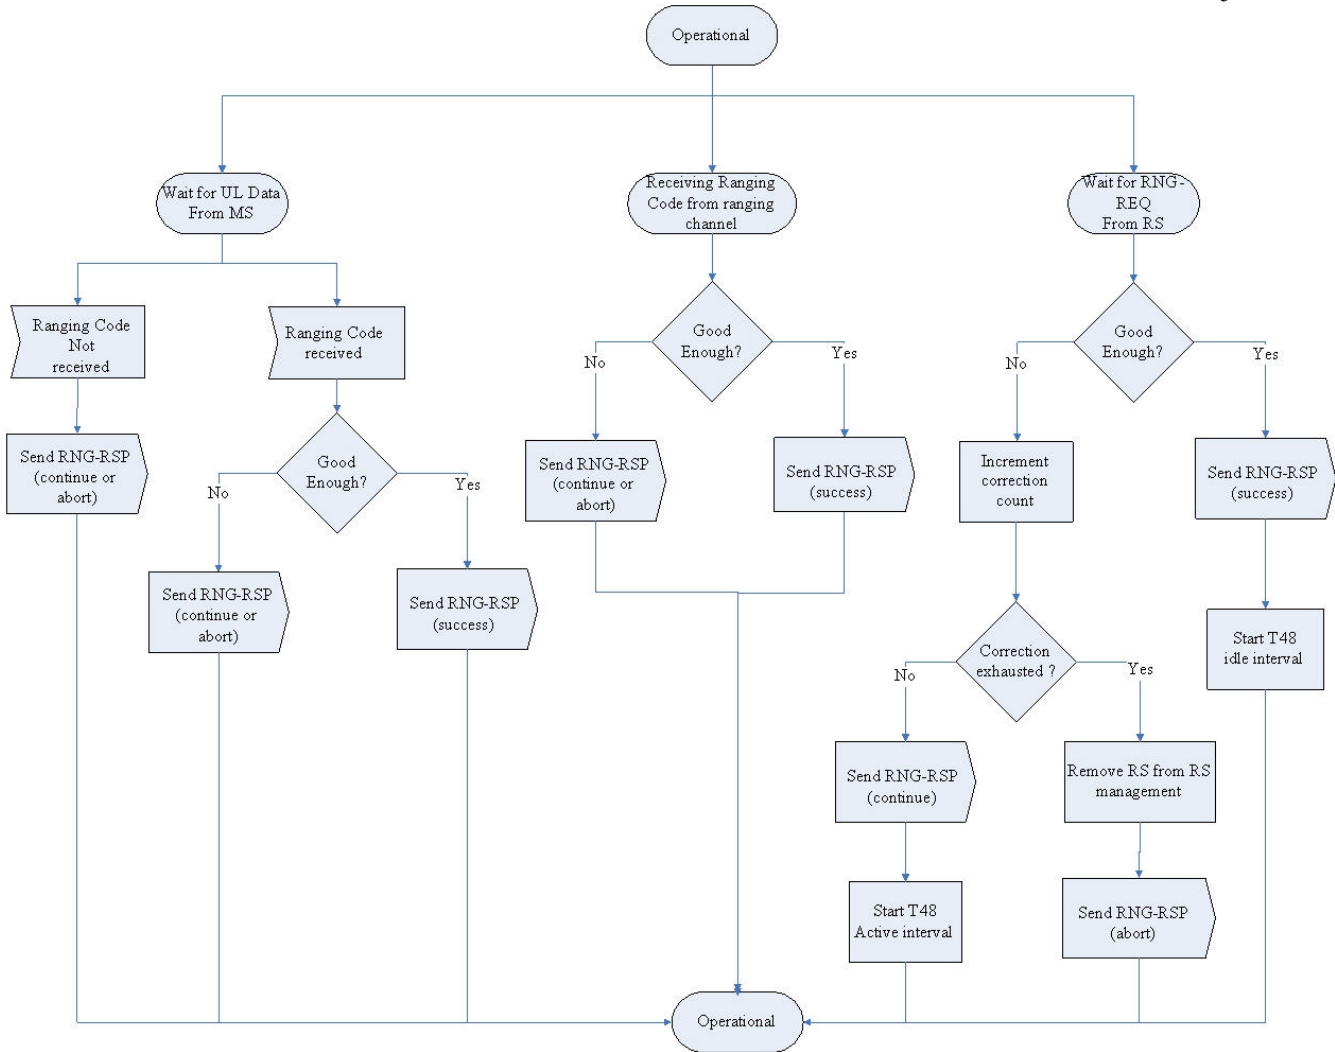 Operational
Wait for UL Data
From MS
Receiving Ranging
Code from ranging
channel
Wait for RNG-
REQ
From RS
Ranging Code
Not
received
Ranging Code
received
Good
Enough?
No
Yes
Good
Enough?
No
Yes
Send RNG-RSP
(continue or
abort)
Good
Enough?
No
Yes
Send RNG-RSP
(continue or
abort)
Send RNG-RSP
(success)
Increment
correction
count
Send RNG-RSP
(success)
Send RNG-RSP
(continue or
abort)
Send RNG-RSP
(success)
Correction
exhausted ?
No
Yes
Start T48
idle interval
Send RNG-RSP
(continue)
Remove RS from RS
management
Start T48
Active interval
Send RNG-RSP
(abort)
Operational